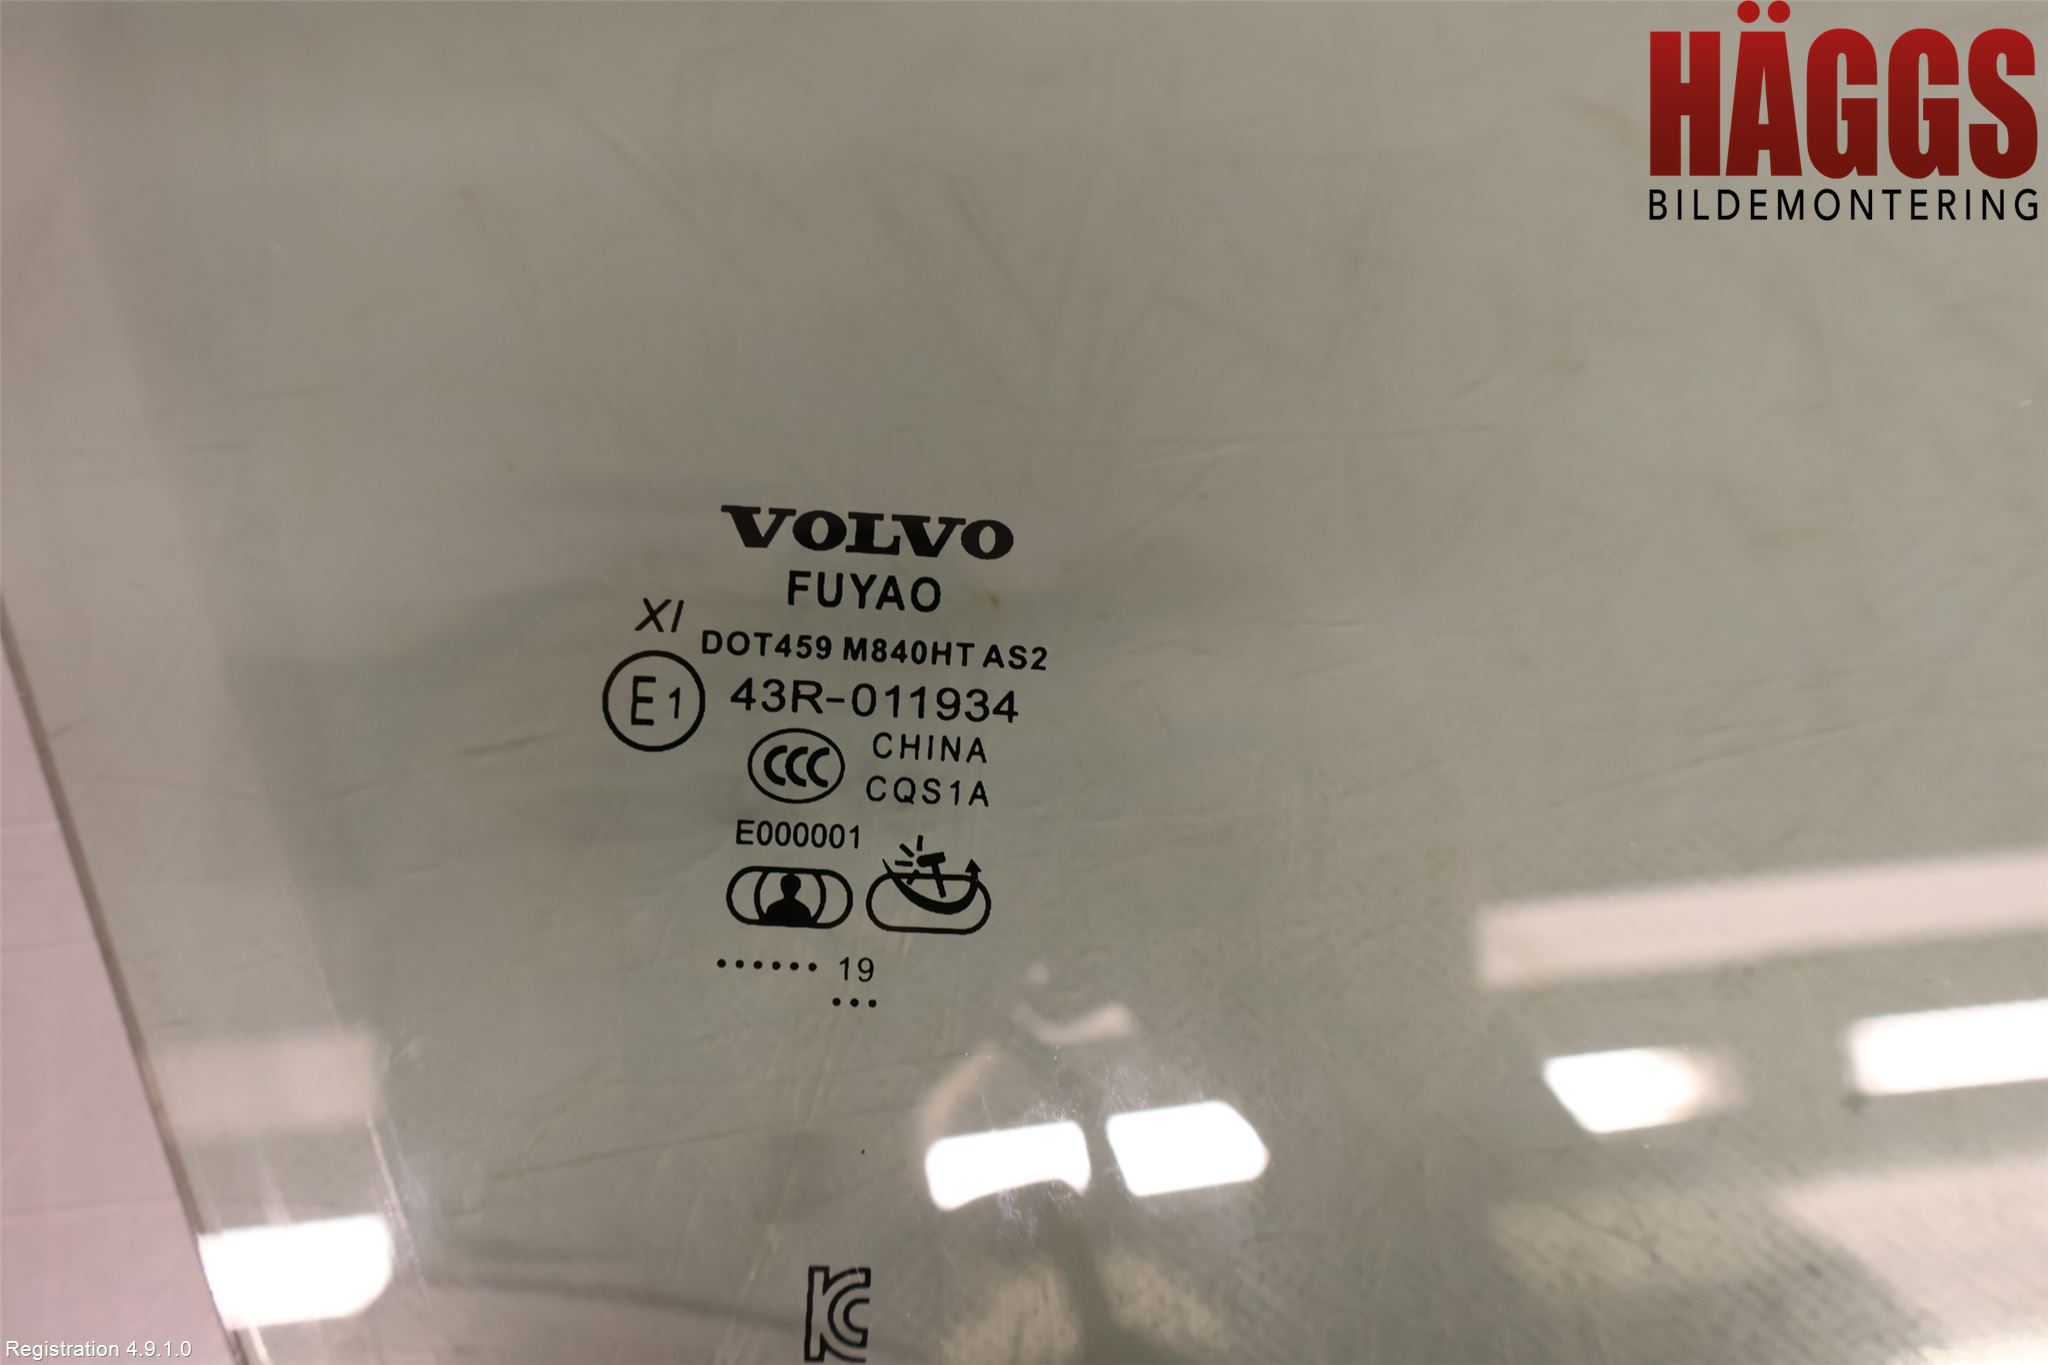 HÄGGS
BILDEMONTERING
VOLVO
FUYAO
XI
DOT459 M840HT AS2
E1 43R-011934
CCC CHINA
CQS1A
E000001
...... 19
...
KC
Registration 4.9.1.0